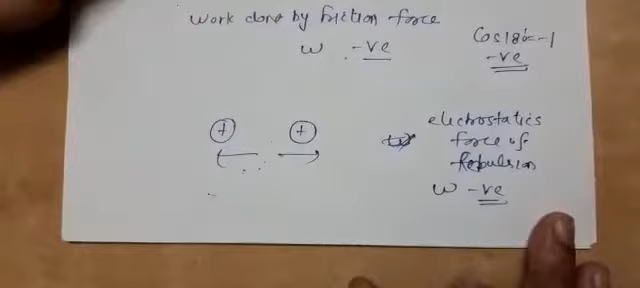 work done by friction force
w -ve
cos180=-1
-ve
+ +
electrostatics
force of
Repulsion
w -ve